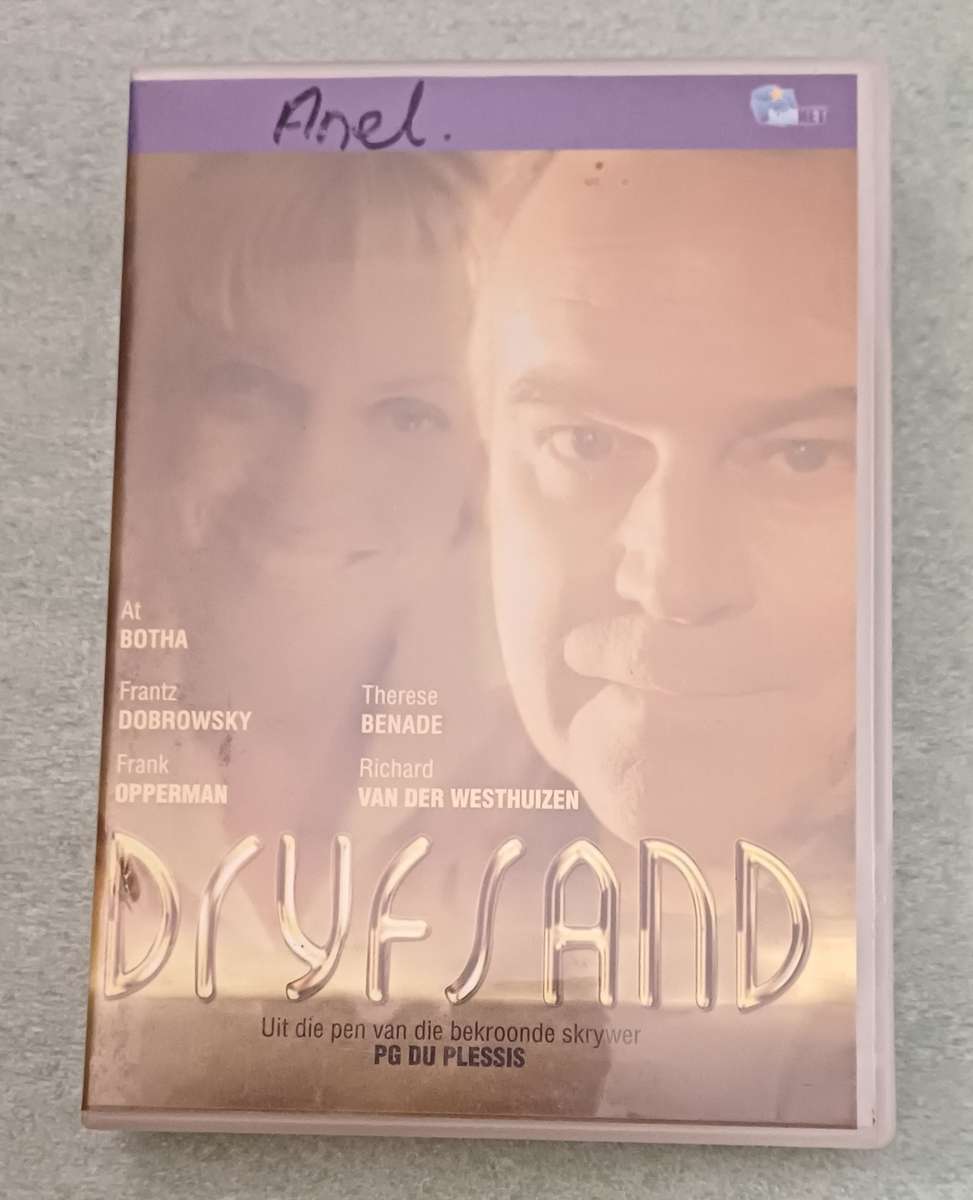 Anel.
NET
At
BOTHA
Frantz
DOBROWSKY
Therese
BENADE
Frank
OPPERMAN
Richard
VAN DER WESTHUIZEN
DRYFSAND
Uit die pen van die bekroonde skrywer
PG DU PLESSIS